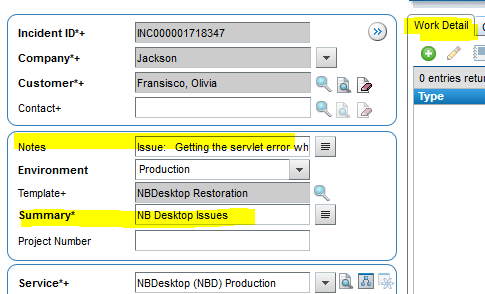 Incident ID*+ INC000001718347
Company*+ Jackson
Customer*+ Fransisco, Olivia
Contact+
Notes Issue: Getting the servlet error wh
Environment Production
Template+ NBDesktop Restoration
Summary* NB Desktop Issues
Project Number
Service*+ NBDesktop (NBD) Production
Work Detail
0 entries retur
Type